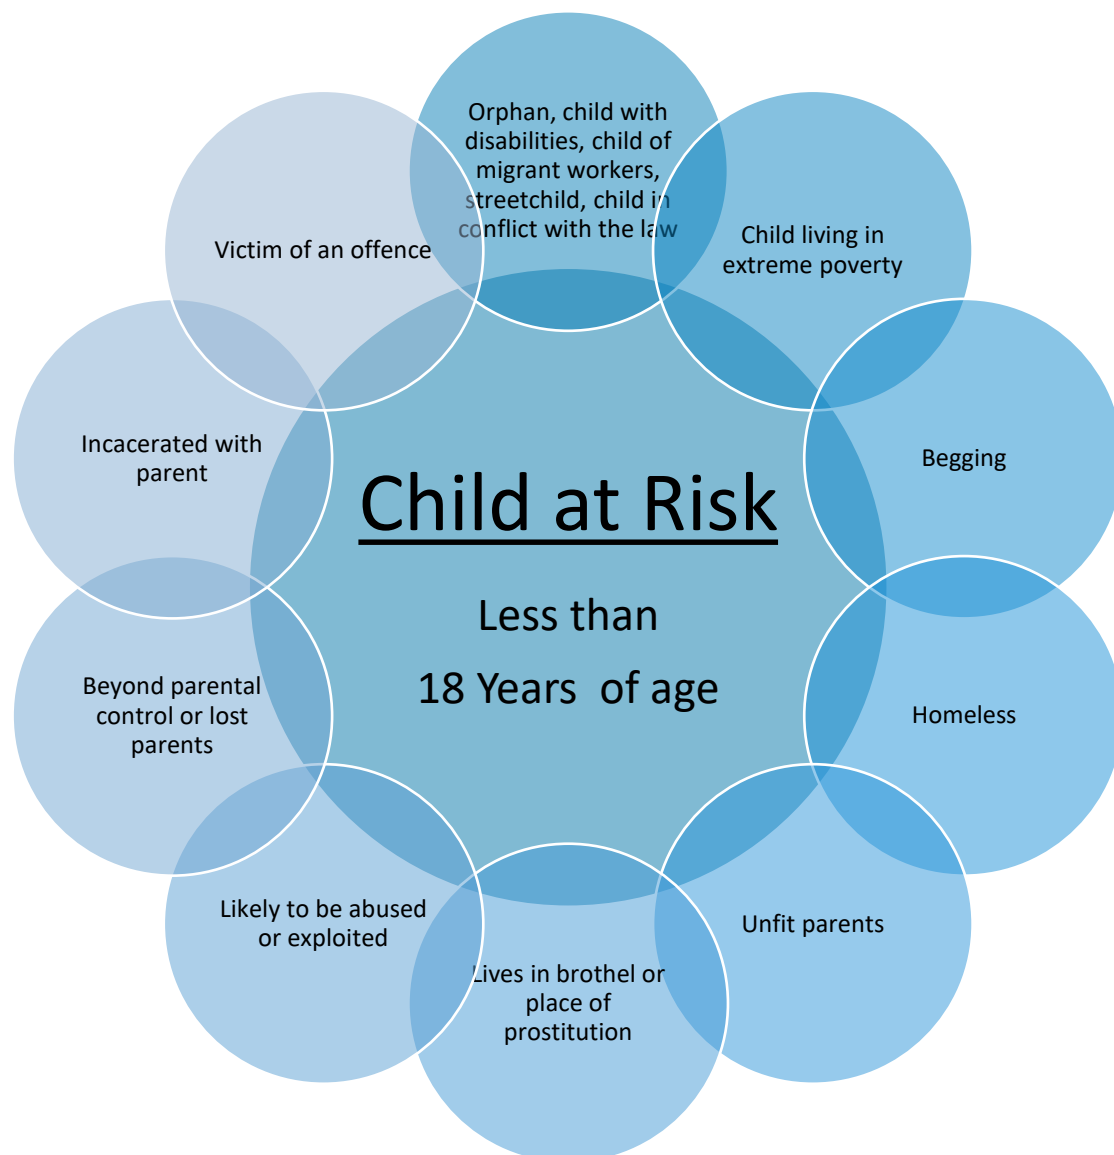 Orphan, child with
disabilities, child of
migrant workers,
streetchild, child in
conflict with the law
Child living in
extreme poverty
Begging
Homeless
Unfit parents
Lives in brothel or
place of
prostitution
Likely to be abused
or exploited
Beyond parental
control or lost
parents
Incacerated with
parent
Victim of an offence
Child at Risk
Less than
18 Years of age